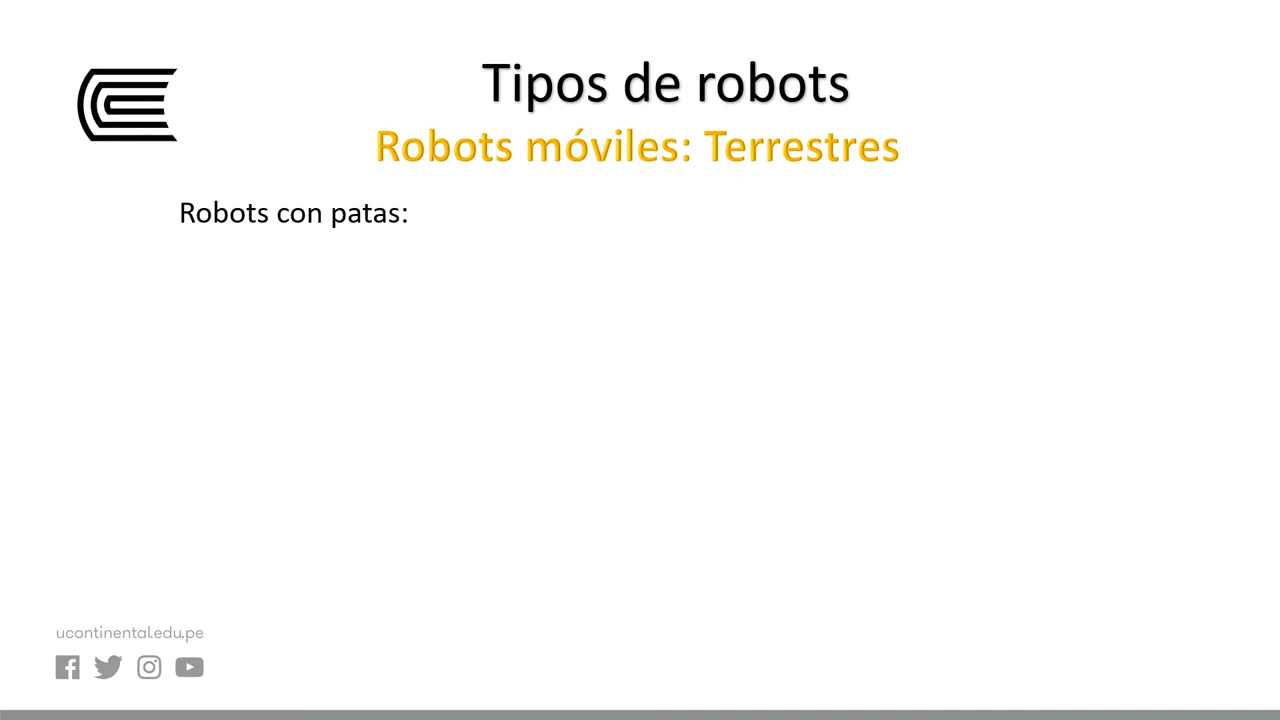 Tipos de robots
Robots móviles: Terrestres
Robots con patas:
ucontinental.edu.pe